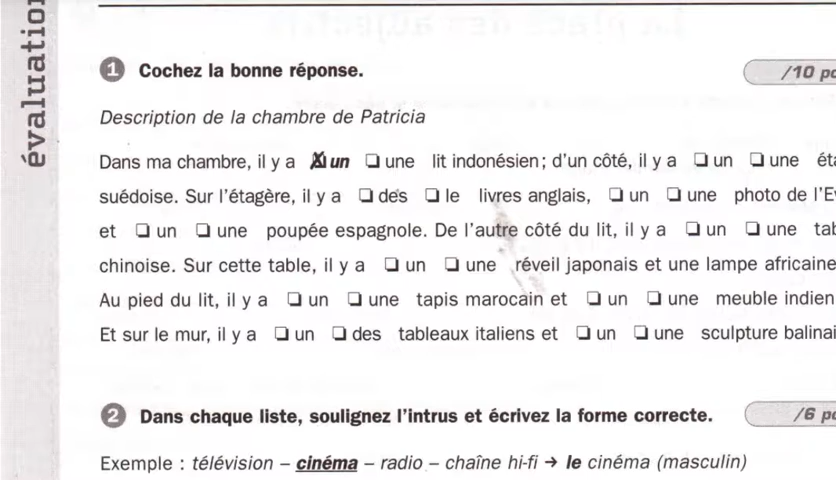 évaluation
1 Cochez la bonne réponse. /10
Description de la chambre de Patricia
Dans ma chambre, il y a ☒ un ❏ une lit indonésien ; d'un côté, il y a ❏ un ❏ une
suédoise. Sur l'étagère, il y a ❏ des ❏ le livres anglais, ❏ un ❏ une photo de l'
et ❏ un ❏ une poupée espagnole. De l'autre côté du lit, il y a ❏ un ❏ une
chinoise. Sur cette table, il y a ❏ un ❏ une réveil japonais et une lampe africaine
Au pied du lit, il y a ❏ un ❏ une tapis marocain et ❏ un ❏ une meuble indien
Et sur le mur, il y a ❏ un ❏ des tableaux italiens et ❏ un ❏ une sculpture
2 Dans chaque liste, soulignez l'intrus et écrivez la forme correcte. /6
Exemple : télévision – cinéma – radio – chaîne hi-fi → le cinéma (masculin)